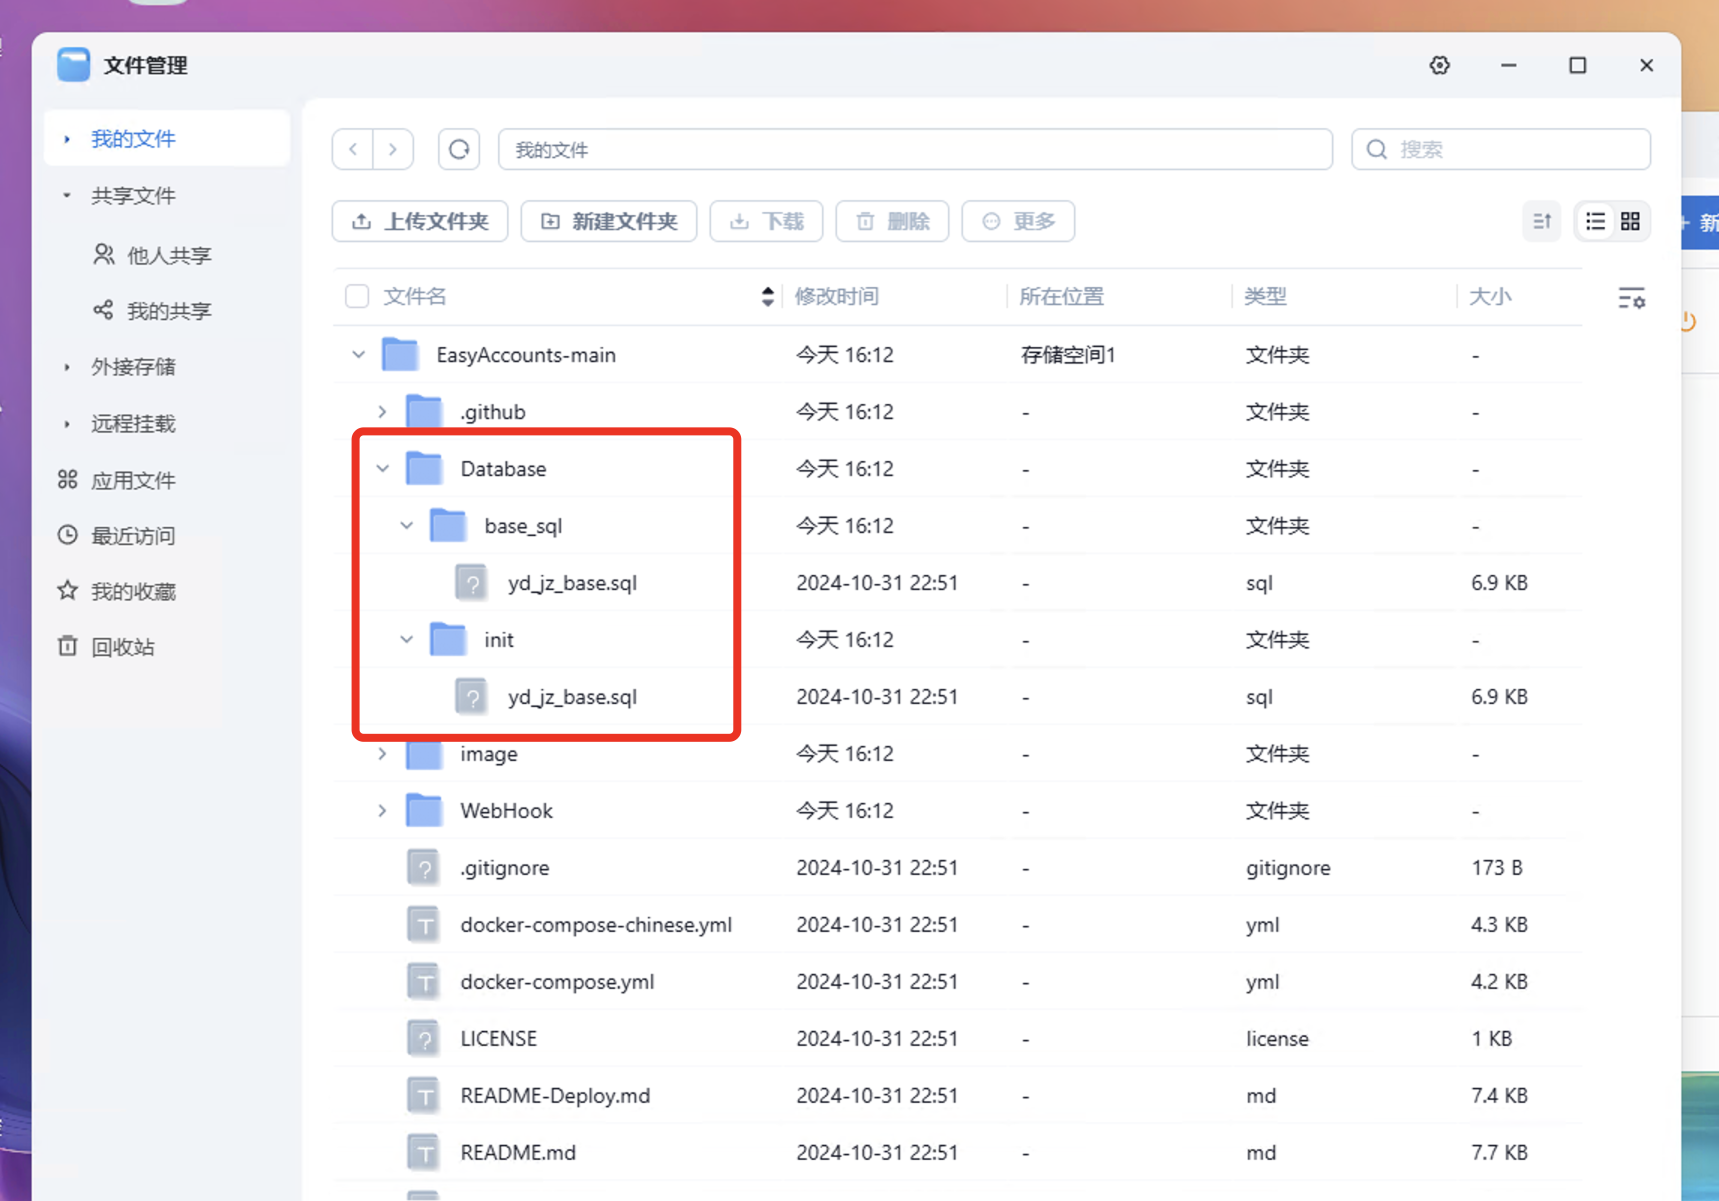 文件管理
我的文件
共享文件
他人共享
我的共享
外接存储
远程挂载
应用文件
最近访问
我的收藏
回收站
我的文件
搜索
上传文件夹 新建文件夹 下载 删除 更多
文件名 修改时间 所在位置 类型 大小
EasyAccounts-main 今天 16:12 存储空间1 文件夹 -
.github 今天 16:12 - 文件夹 -
Database 今天 16:12 - 文件夹 -
base_sql 今天 16:12 - 文件夹 -
yd_jz_base.sql 2024-10-31 22:51 - sql 6.9 KB
init 今天 16:12 - 文件夹 -
yd_jz_base.sql 2024-10-31 22:51 - sql 6.9 KB
image 今天 16:12 - 文件夹 -
WebHook 今天 16:12 - 文件夹 -
.gitignore 2024-10-31 22:51 - gitignore 173 B
docker-compose-chinese.yml 2024-10-31 22:51 - yml 4.3 KB
docker-compose.yml 2024-10-31 22:51 - yml 4.2 KB
LICENSE 2024-10-31 22:51 - license 1 KB
README-Deploy.md 2024-10-31 22:51 - md 7.4 KB
README.md 2024-10-31 22:51 - md 7.7 KB
+ 新